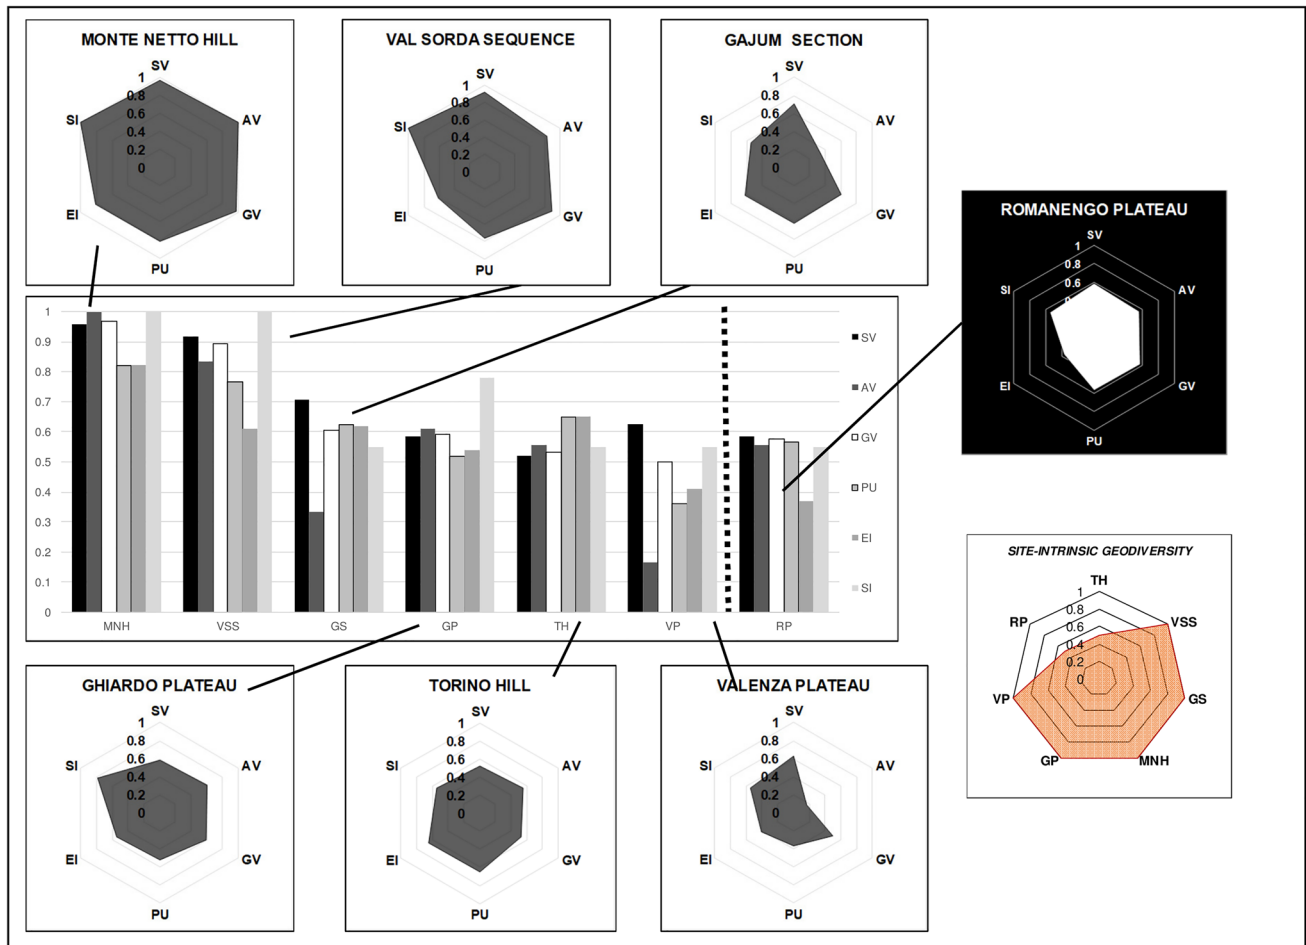 MONTE NETTO HILL
SV
1
0.8
0.6
0.4
0.2
0
AV
GV
PU
EI
SI
VAL SORDA SEQUENCE
SV
1
0.8
0.6
0.4
0.2
0
AV
GV
PU
EI
SI
GAJUM SECTION
SV
1
0.8
0.6
0.4
0.2
0
AV
GV
PU
EI
SI
ROMANENGO PLATEAU
SV
1
0.8
0.6
AV
GV
PU
EI
SI
1
0.9
0.8
0.7
0.6
0.5
0.4
0.3
0.2
0.1
0
MNH VSS GS GP TH VP RP
SV
AV
GV
PU
EI
SI
GHIARDO PLATEAU
SV
1
0.8
0.6
0.4
0.2
0
AV
GV
PU
EI
SI
TORINO HILL
SV
1
0.8
0.6
0.4
0.2
0
AV
GV
PU
EI
SI
VALENZA PLATEAU
SV
1
0.8
0.6
0.4
0.2
0
AV
GV
PU
EI
SI
SITE-INTRINSIC GEODIVERSITY
TH
1
0.8
0.6
0.4
0.2
0
VSS
GS
MNH
GP
VP
RP